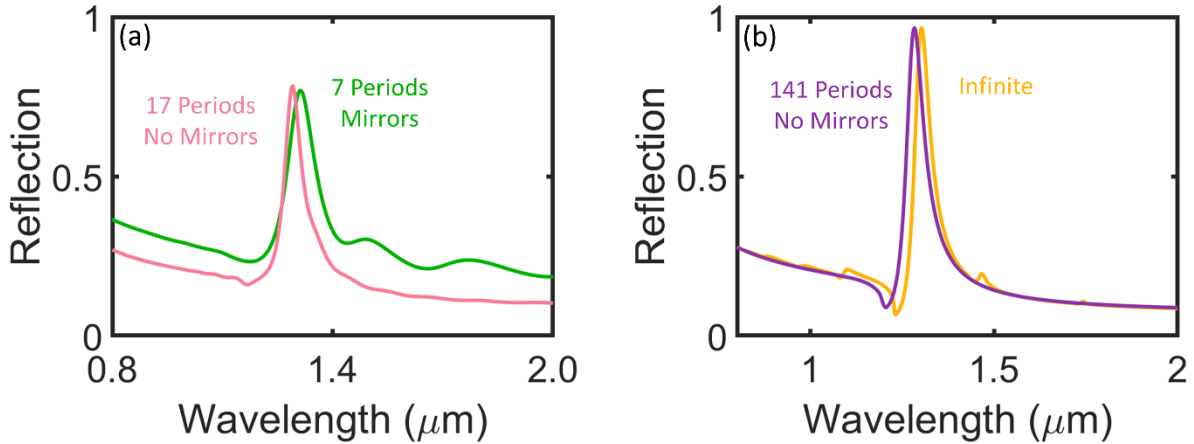 (a)
1
0.5
0
Reflection
17 Periods
No Mirrors
7 Periods
Mirrors
0.8
1.4
2.0
Wavelength (μm)
(b)
1
0.5
0
Reflection
141 Periods
No Mirrors
Infinite
1
1.5
2
Wavelength (μm)